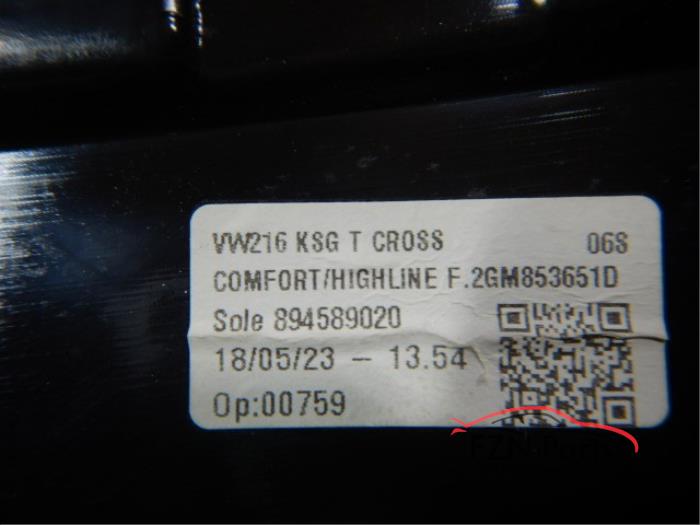 VW216 KSG T CROSS 06S
COMFORT/HIGHLINE F.2GM853651D
Sole 894589020
18/05/23 - 13.54
Op:00759